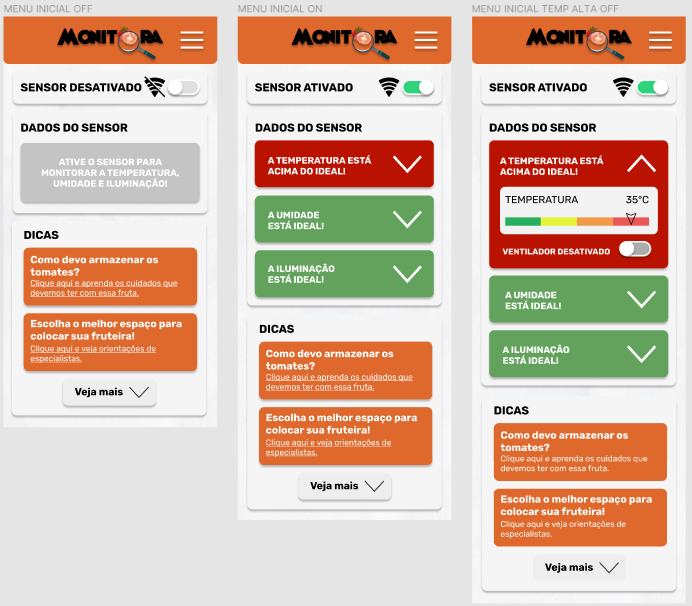 MENU INICIAL OFF
MONITORA
SENSOR DESATIVADO
DADOS DO SENSOR
ATIVE O SENSOR PARA
MONITORAR A TEMPERATURA,
UMIDADE E ILUMINAÇÃO!
DICAS
Como devo armazenar os
tomates?
Clique aqui e aprenda os cuidados que
devemos ter com essa fruta.
Escolha o melhor espaço para
colocar sua fruteira!
Clique aqui e veja orientações de
especialistas.
Veja mais
MENU INICIAL ON
MONITORA
SENSOR ATIVADO
DADOS DO SENSOR
A TEMPERATURA ESTÁ
ACIMA DO IDEAL!
A UMIDADE
ESTÁ IDEAL!
A ILUMINAÇÃO
ESTÁ IDEAL!
DICAS
Como devo armazenar os
tomates?
Clique aqui e aprenda os cuidados que
devemos ter com essa fruta.
Escolha o melhor espaço para
colocar sua fruteira!
Clique aqui e veja orientações de
especialistas.
Veja mais
MENU INICIAL TEMP ALTA OFF
MONITORA
SENSOR ATIVADO
DADOS DO SENSOR
A TEMPERATURA ESTÁ
ACIMA DO IDEAL!
TEMPERATURA 35°C
VENTILADOR DESATIVADO
A UMIDADE
ESTÁ IDEAL!
A ILUMINAÇÃO
ESTÁ IDEAL!
DICAS
Como devo armazenar os
tomates?
Clique aqui e aprenda os cuidados que
devemos ter com essa fruta.
Escolha o melhor espaço para
colocar sua fruteira!
Clique aqui e veja orientações de
especialistas.
Veja mais